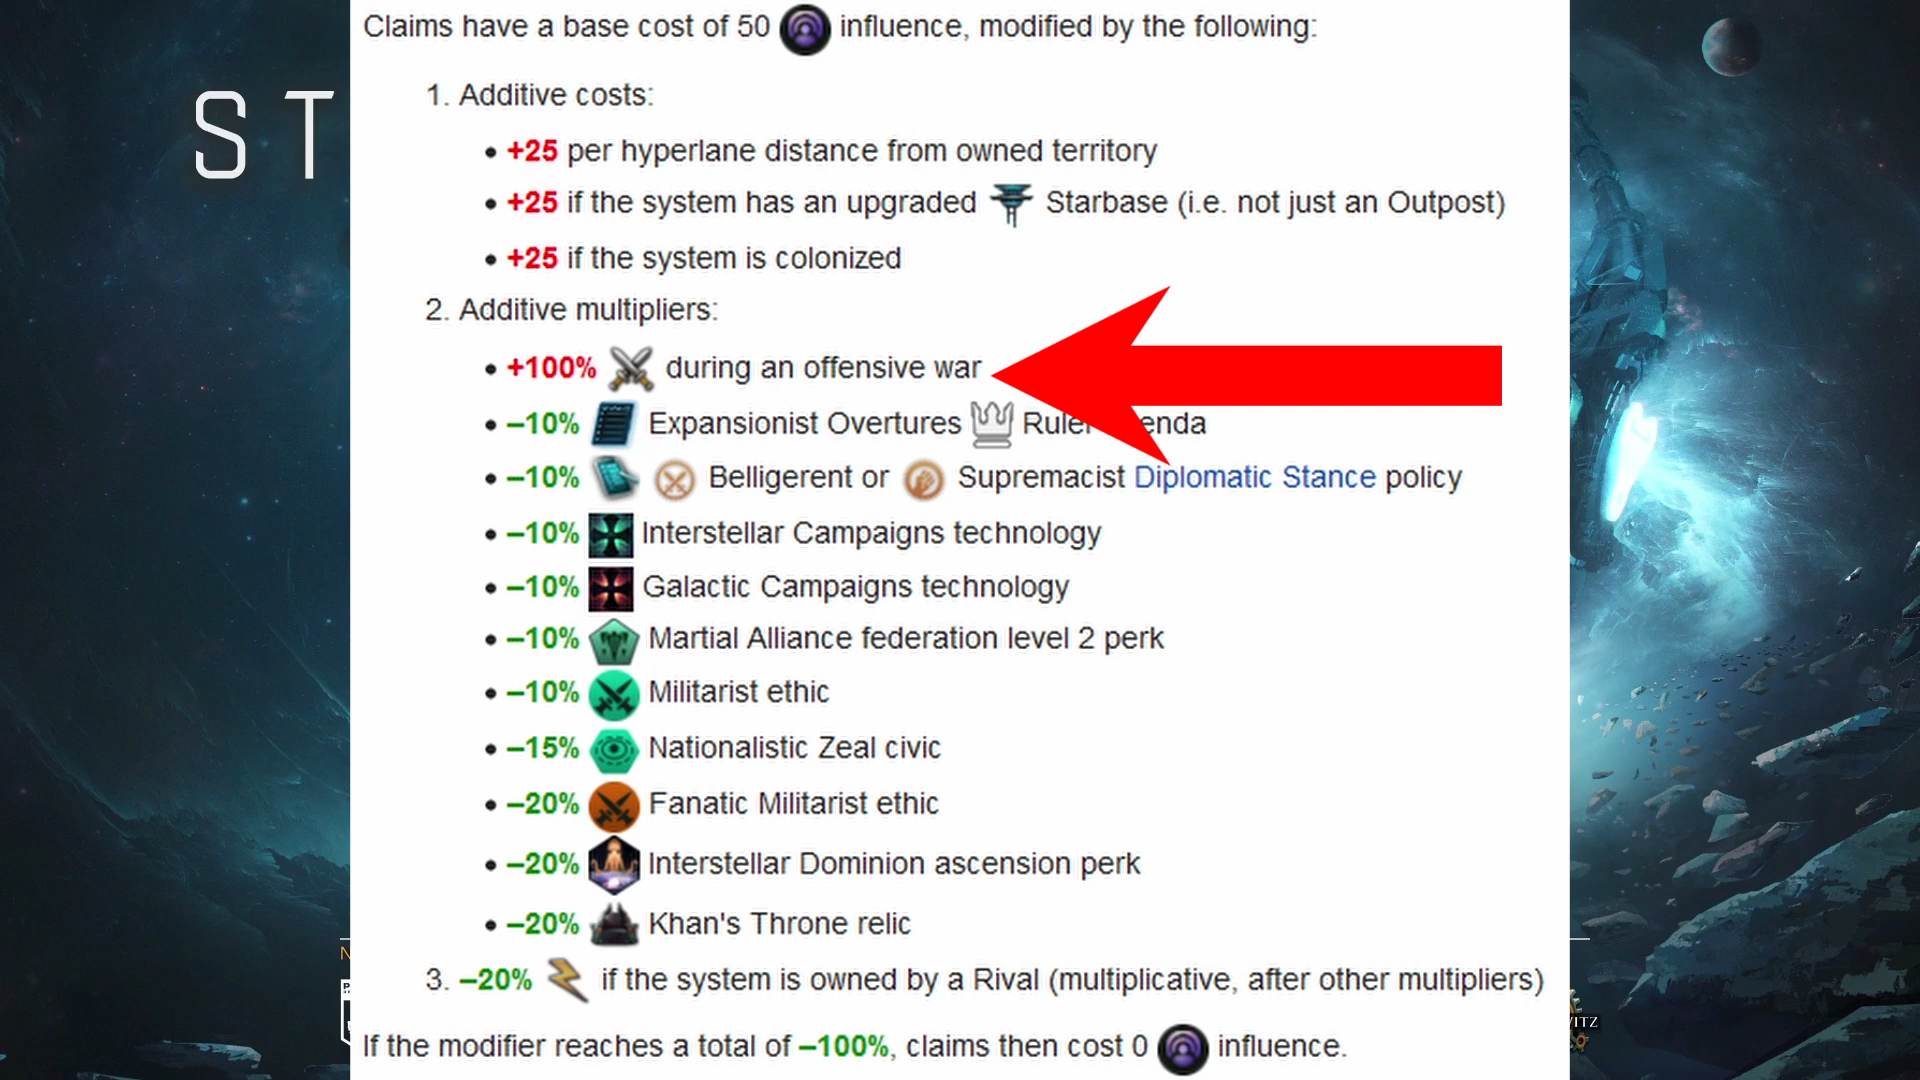 Claims have a base cost of 50 influence, modified by the following:
S T
1. Additive costs:
+25 per hyperlane distance from owned territory
+25 if the system has an upgraded Starbase (i.e. not just an Outpost)
+25 if the system is colonized
2. Additive multipliers:
+100% during an offensive war
–10% Expansionist Overtures Ruler enda
–10% Belligerent or Supremacist Diplomatic Stance policy
–10% Interstellar Campaigns technology
–10% Galactic Campaigns technology
–10% Martial Alliance federation level 2 perk
–10% Militarist ethic
–15% Nationalistic Zeal civic
–20% Fanatic Militarist ethic
–20% Interstellar Dominion ascension perk
–20% Khan's Throne relic
3. –20% if the system is owned by a Rival (multiplicative, after other multipliers)
If the modifier reaches a total of –100%, claims then cost 0 influence.